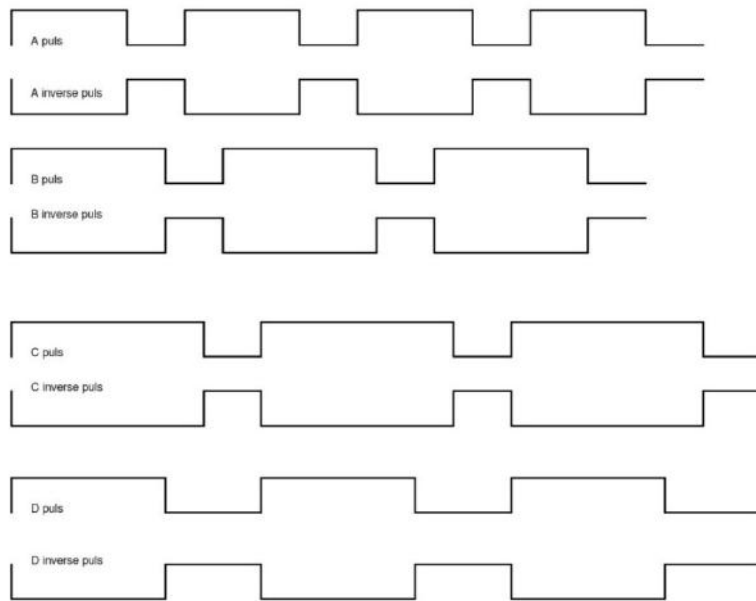 A puls
A inverse puls
B puls
B inverse puls
C puls
C inverse puls
D puls
D inverse puls